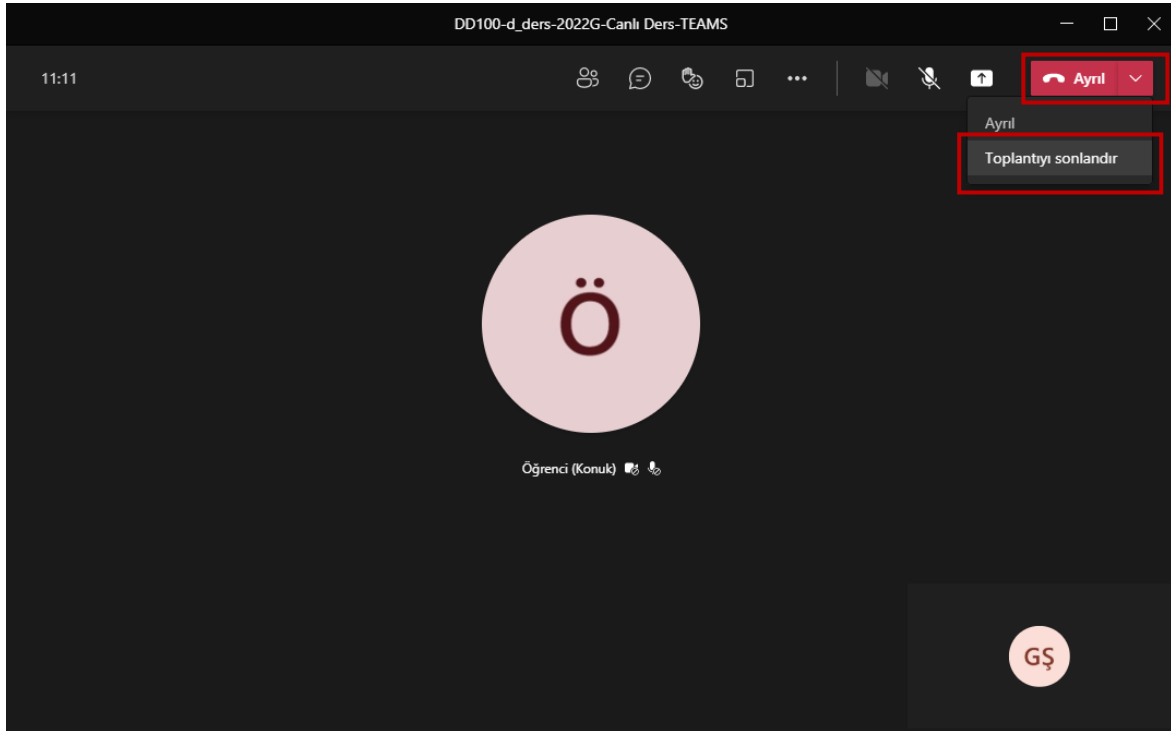 DD100-d_ders-2022G-Canlı Ders-TEAMS
11:11
Ayrıl
Ayrıl
Toplantıyı sonlandır
Ö
Öğrenci (Konuk)
GŞ